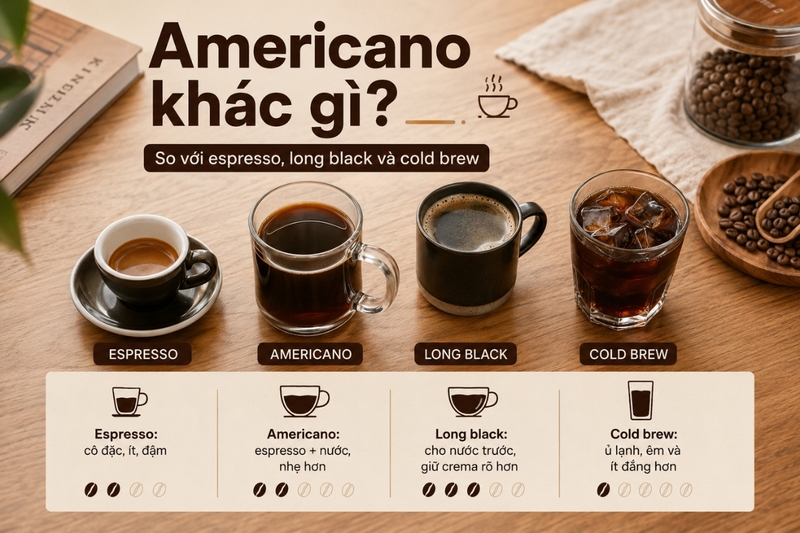 Americano
khác gì?
So với espresso, long black và cold brew
ESPRESSO
AMERICANO
LONG BLACK
COLD BREW
Espresso:
cô đặc, ít, đậm
Americano:
espresso + nước,
nhẹ hơn
Long black:
cho nước trước,
giữ crema rõ hơn
Cold brew:
ủ lạnh, êm và
ít đắng hơn